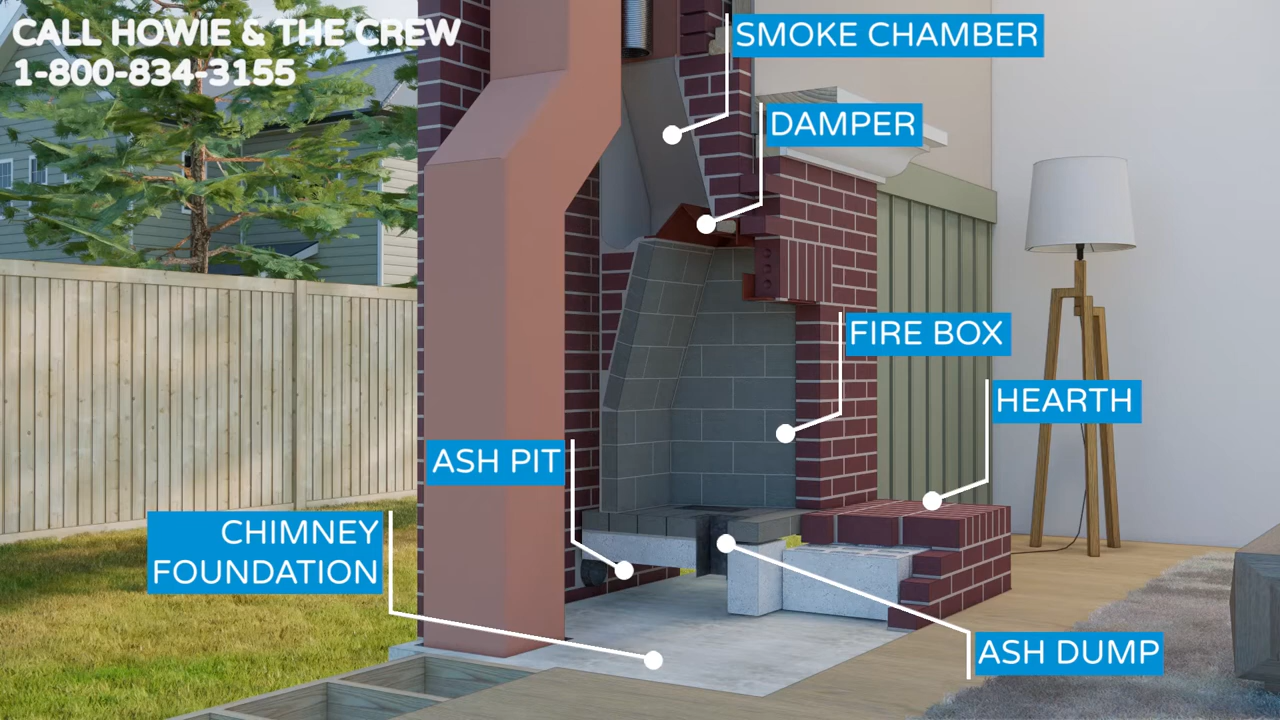 CALL HOWIE & THE CREW
1-800-834-3155
SMOKE CHAMBER
DAMPER
FIRE BOX
HEARTH
ASH PIT
CHIMNEY
FOUNDATION
ASH DUMP